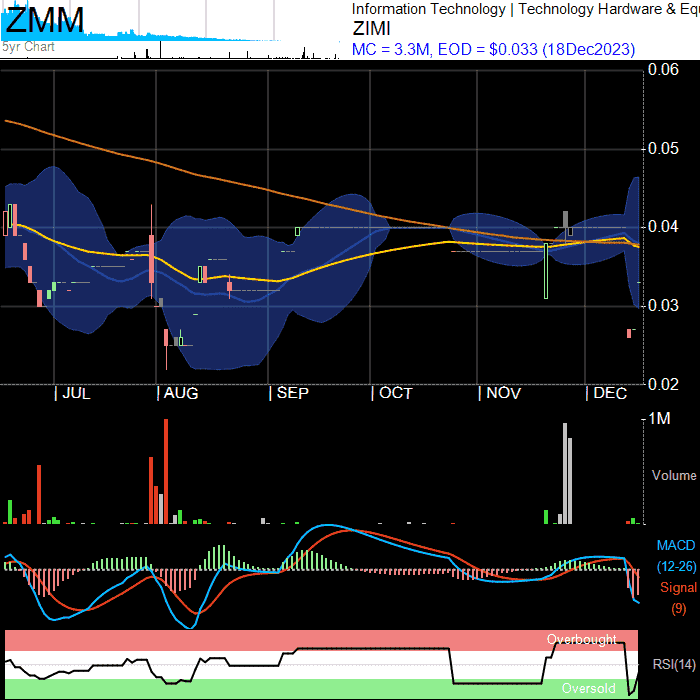 ZMM
Information Technology | Technology Hardware & Equ
ZIMI
5yr Chart
MC = 3.3M, EOD = $0.033 (18Dec2023)
0.06
0.05
0.04
0.03
0.02
| JUL | AUG | SEP | OCT | NOV | DEC
1M
Volume
MACD
(12-26)
Signal
(9)
Overbought
RSI(14)
Oversold